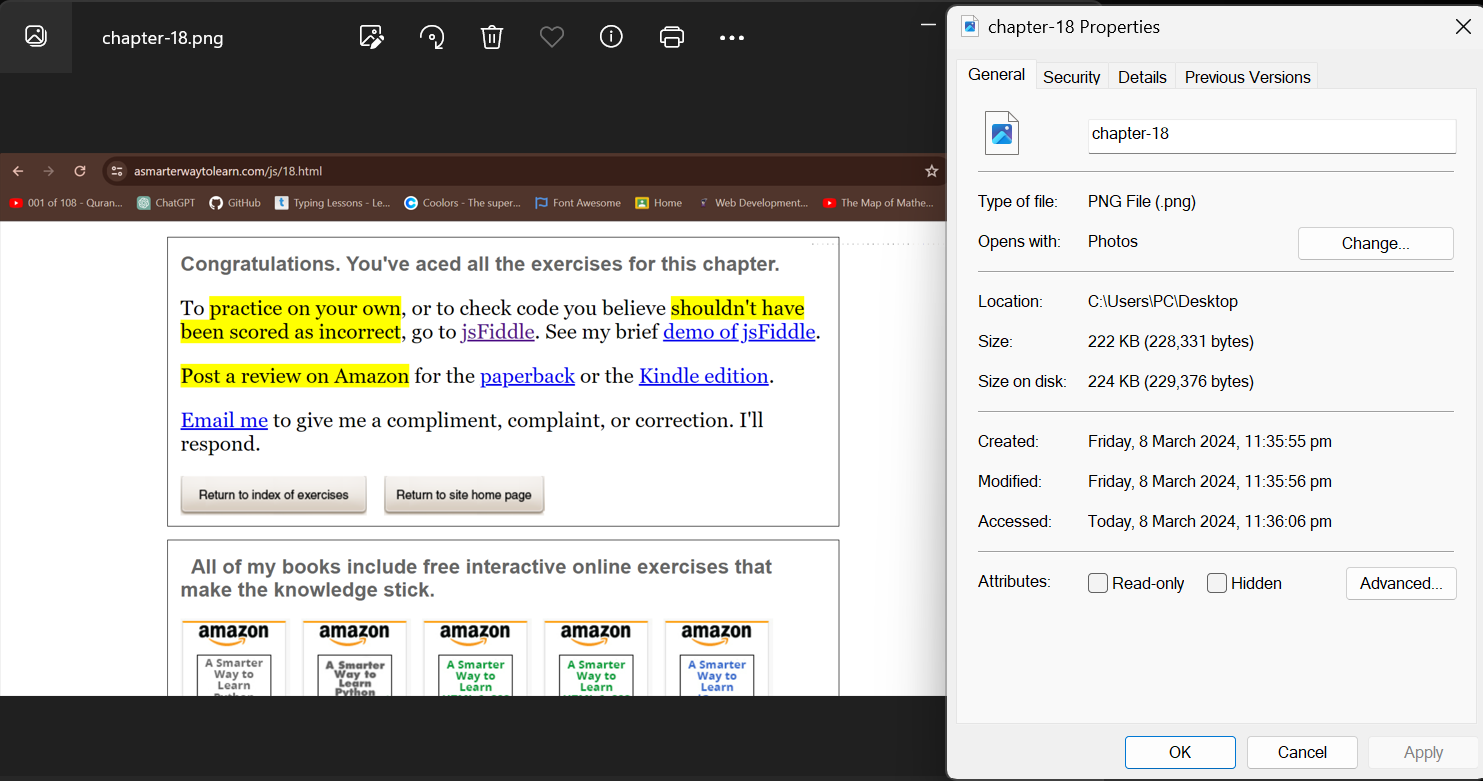 chapter-18.png
asmarterwaytolearn.com/js/18.html
001 of 108 - Quran... ChatGPT GitHub Typing Lessons - Le... Coolors - The super... Font Awesome Home Web Development... The Map of Mathe...
Congratulations. You've aced all the exercises for this chapter.
To practice on your own, or to check code you believe shouldn't have
been scored as incorrect, go to jsFiddle. See my brief demo of jsFiddle.
Post a review on Amazon for the paperback or the Kindle edition.
Email me to give me a compliment, complaint, or correction. I'll
respond.
Return to index of exercises Return to site home page
All of my books include free interactive online exercises that
make the knowledge stick.
amazon amazon amazon amazon amazon
A Smarter A Smarter A Smarter A Smarter A Smarter
Way to Way to Way to Way to Way to
Learn Learn Learn Learn Learn
Python Python
chapter-18 Properties
General Security Details Previous Versions
chapter-18
Type of file: PNG File (.png)
Opens with: Photos Change...
Location: C:\Users\PC\Desktop
Size: 222 KB (228,331 bytes)
Size on disk: 224 KB (229,376 bytes)
Created: Friday, 8 March 2024, 11:35:55 pm
Modified: Friday, 8 March 2024, 11:35:56 pm
Accessed: Today, 8 March 2024, 11:36:06 pm
Attributes: Read-only Hidden Advanced...
OK Cancel Apply